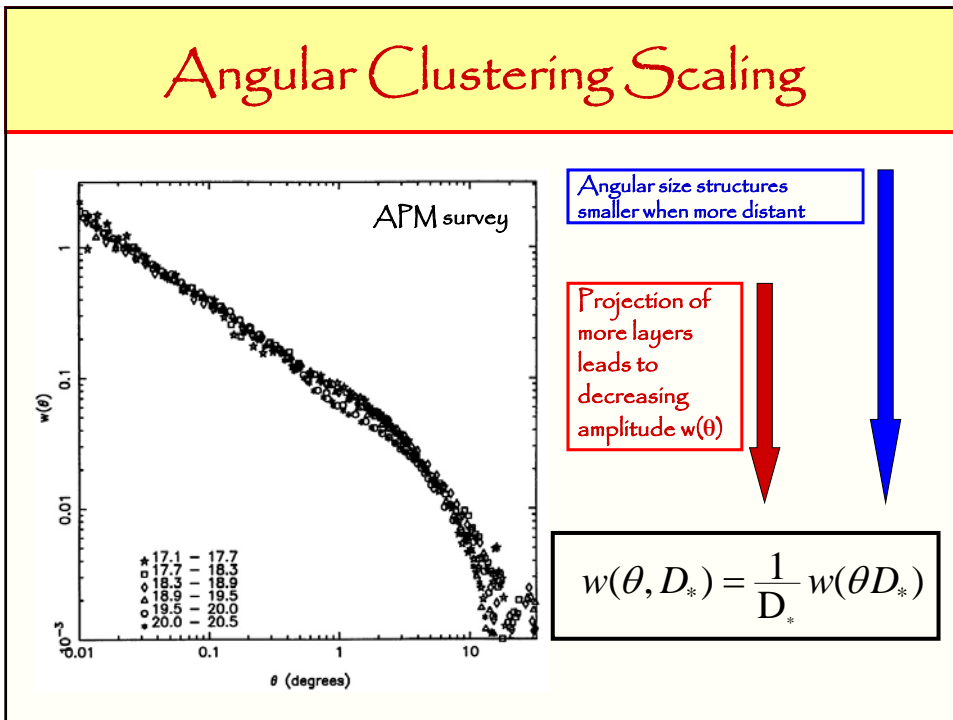 Angular Clustering Scaling
APM survey
1
0.1
0.01
10⁻³
w(θ)
★ 17.1 − 17.7
□ 17.7 − 18.3
◇ 18.3 − 18.9
△ 18.9 − 19.5
○ 19.5 − 20.0
• 20.0 − 20.5
0.01 0.1 1 10
θ (degrees)
Angular size structures
smaller when more distant
Projection of
more layers
leads to
decreasing
amplitude w(θ)
w(θ, D*) = 1/D* w(θD*)